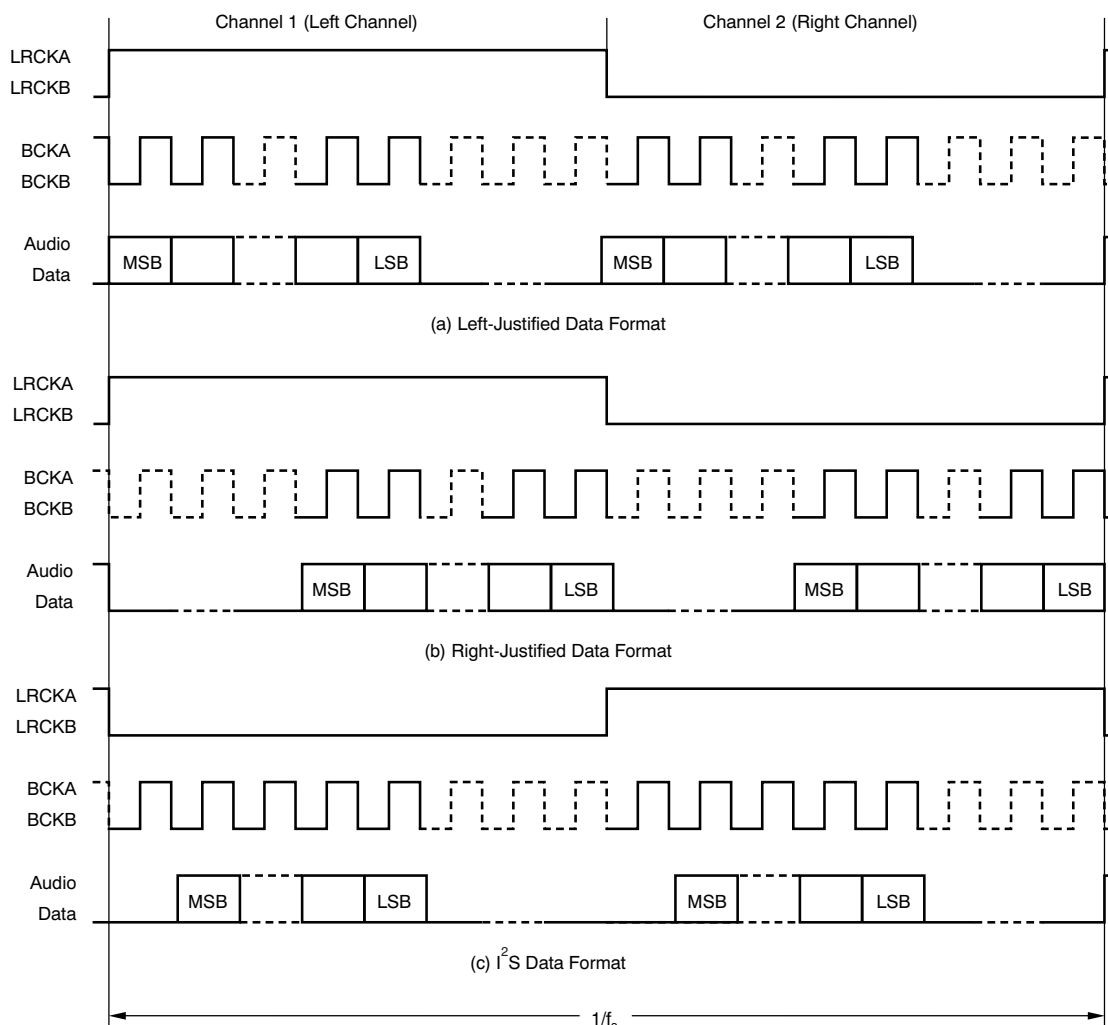 Channel 1 (Left Channel)
Channel 2 (Right Channel)
LRCKA
LRCKB
BCKA
BCKB
Audio
Data
MSB
LSB
MSB
LSB
(a) Left-Justified Data Format
LRCKA
LRCKB
BCKA
BCKB
Audio
Data
MSB
LSB
MSB
LSB
(b) Right-Justified Data Format
LRCKA
LRCKB
BCKA
BCKB
Audio
Data
MSB
LSB
MSB
LSB
(c) I²S Data Format
1/fₛ